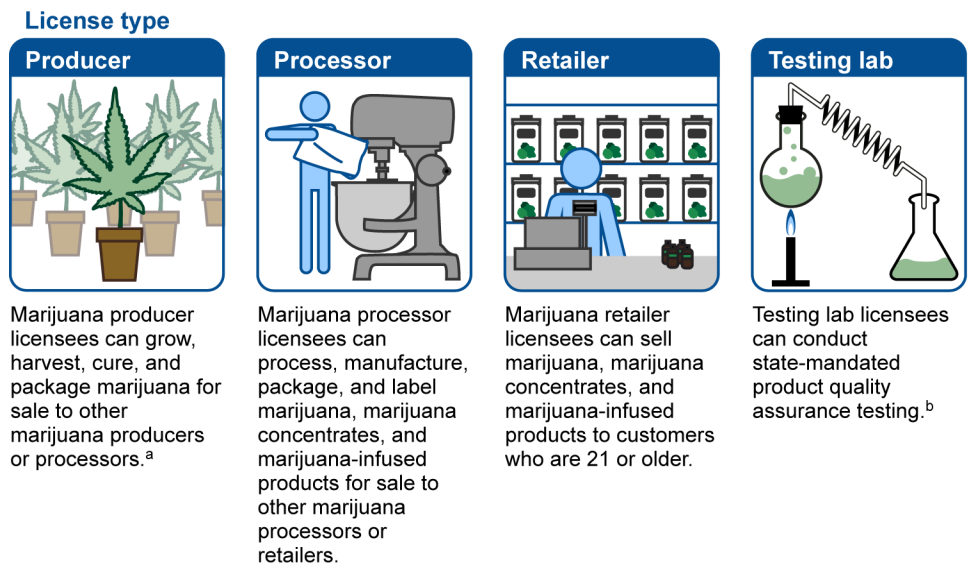 License type
Producer
Marijuana producer
licensees can grow,
harvest, cure, and
package marijuana for
sale to other
marijuana producers
or processors.a
Processor
Marijuana processor
licensees can
process, manufacture,
package, and label
marijuana, marijuana
concentrates, and
marijuana-infused
products for sale to
other marijuana
processors or
retailers.
Retailer
Marijuana retailer
licensees can sell
marijuana, marijuana
concentrates, and
marijuana-infused
products to customers
who are 21 or older.
Testing lab
Testing lab licensees
can conduct
state-mandated
product quality
assurance testing.b